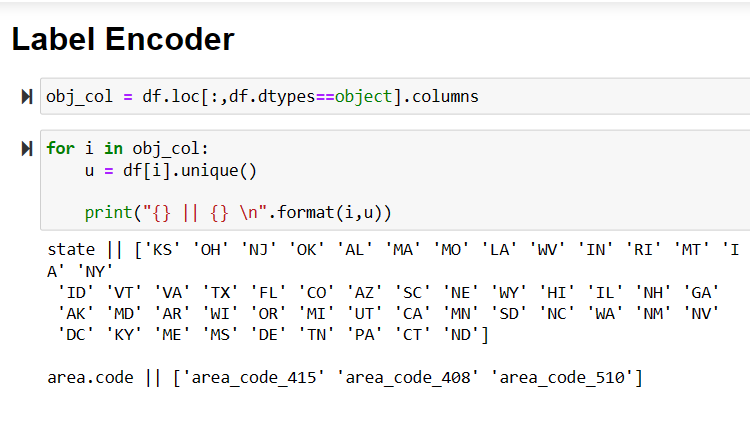 Label Encoder
obj_col = df.loc[:,df.dtypes==object].columns
for i in obj_col:
    u = df[i].unique()
    print("{} || {} \n".format(i,u))
state || ['KS' 'OH' 'NJ' 'OK' 'AL' 'MA' 'MO' 'LA' 'WV' 'IN' 'RI' 'MT' 'I
A' 'NY'
 'ID' 'VT' 'VA' 'TX' 'FL' 'CO' 'AZ' 'SC' 'NE' 'WY' 'HI' 'IL' 'NH' 'GA'
 'AK' 'MD' 'AR' 'WI' 'OR' 'MI' 'UT' 'CA' 'MN' 'SD' 'NC' 'WA' 'NM' 'NV'
 'DC' 'KY' 'ME' 'MS' 'DE' 'TN' 'PA' 'CT' 'ND']
area.code || ['area_code_415' 'area_code_408' 'area_code_510']